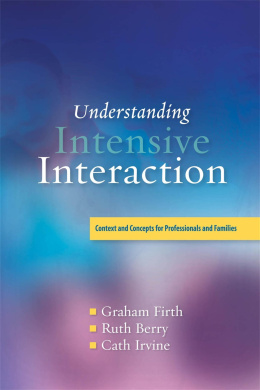 Understanding
Intensive
Interaction
Context and Concepts for Professionals and Families
Graham Firth
Ruth Berry
Cath Irvine